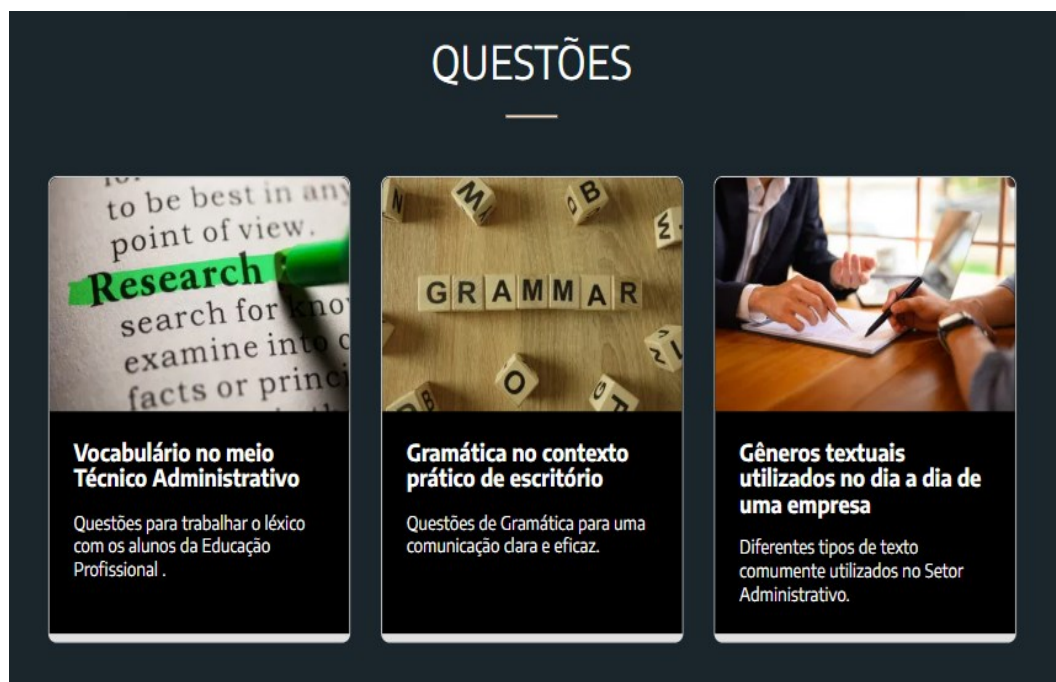 QUESTÕES
to be best in any
point of view.
Research
search for
examine into
facts or princi
GRAMMAR
Vocabulário no meio
Técnico Administrativo
Questões para trabalhar o léxico
com os alunos da Educação
Profissional .
Gramática no contexto
prático de escritório
Questões de Gramática para uma
comunicação clara e eficaz.
Gêneros textuais
utilizados no dia a dia de
uma empresa
Diferentes tipos de texto
comumente utilizados no Setor
Administrativo.